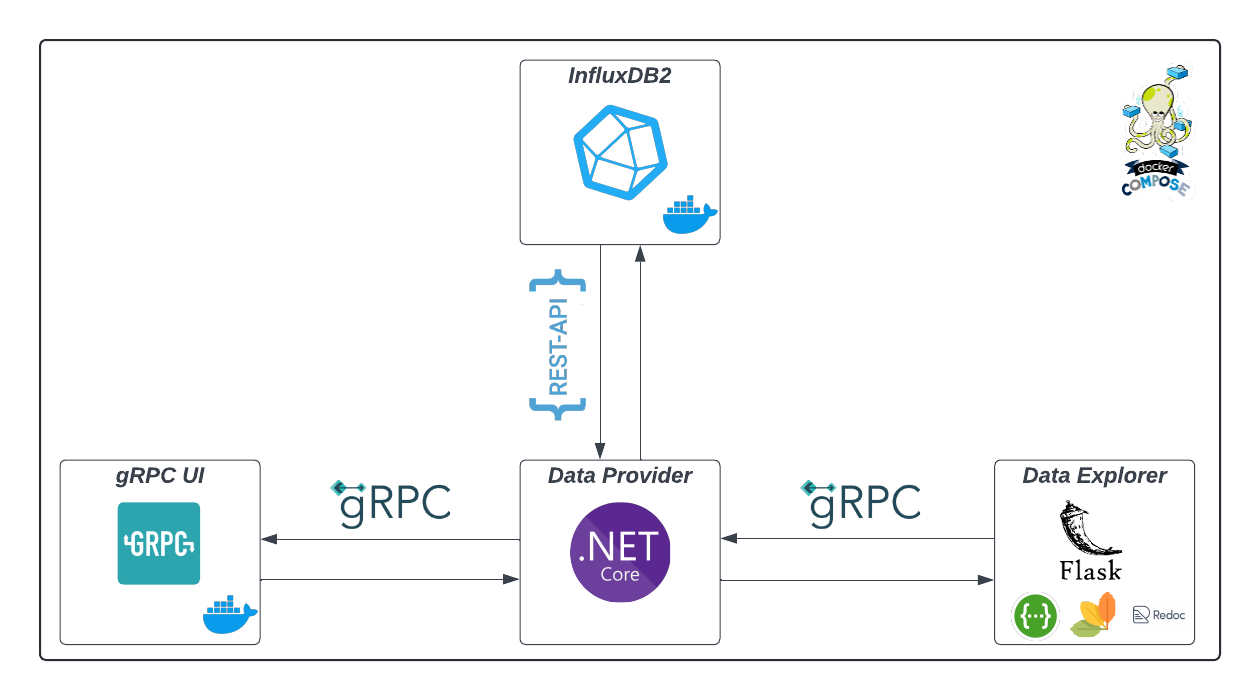 InfluxDB2
docker
COMPOSE
{REST-API}
gRPC UI
GRPC
gRPC
Data Provider
.NET
Core
gRPC
Data Explorer
Flask
{···}
Redoc